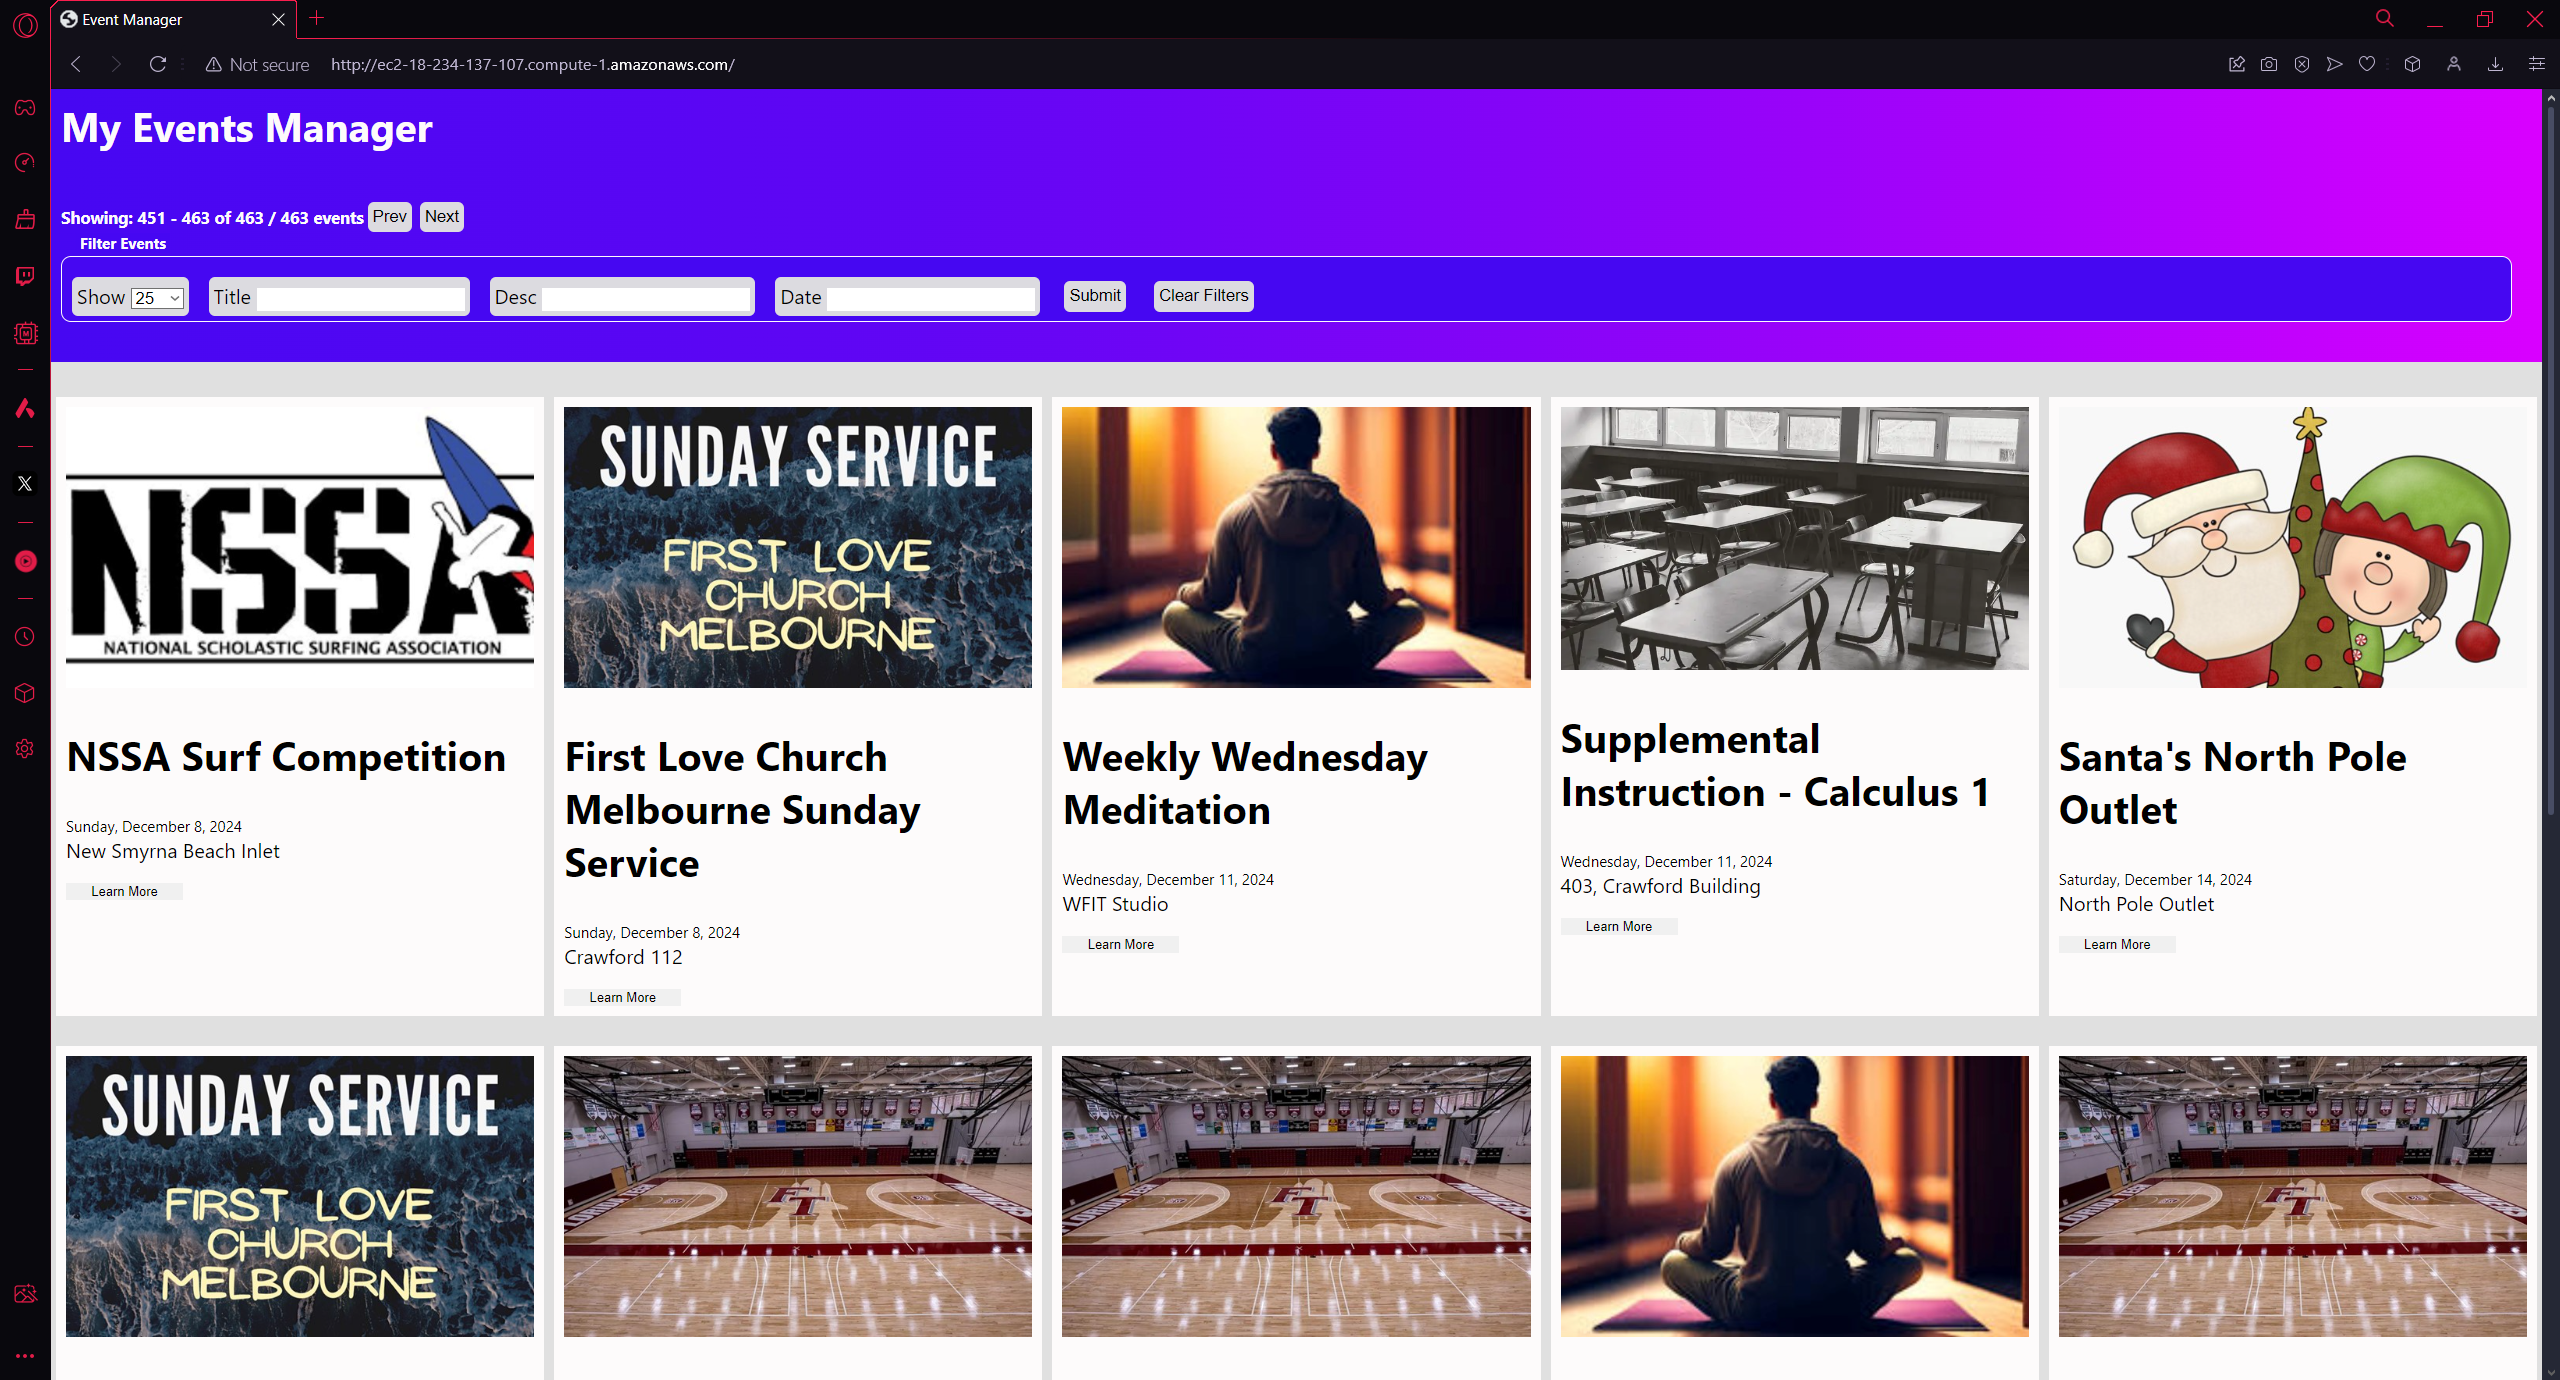 Event Manager
Not secure
http://ec2-18-234-137-107.compute-1.amazonaws.com/
My Events Manager
Showing: 451 - 463 of 463 / 463 events Prev Next
Filter Events
Show 25 Title Desc Date Submit Clear Filters
NSSA
NATIONAL SCHOLASTIC SURFING ASSOCIATION
NSSA Surf Competition
Sunday, December 8, 2024
New Smyrna Beach Inlet
Learn More
SUNDAY SERVICE
FIRST LOVE
CHURCH
MELBOURNE
First Love Church
Melbourne Sunday
Service
Sunday, December 8, 2024
Crawford 112
Learn More
Weekly Wednesday
Meditation
Wednesday, December 11, 2024
WFIT Studio
Learn More
Supplemental
Instruction - Calculus 1
Wednesday, December 11, 2024
403, Crawford Building
Learn More
Santa's North Pole
Outlet
Saturday, December 14, 2024
North Pole Outlet
Learn More
SUNDAY SERVICE
FIRST LOVE
CHURCH
MELBOURNE